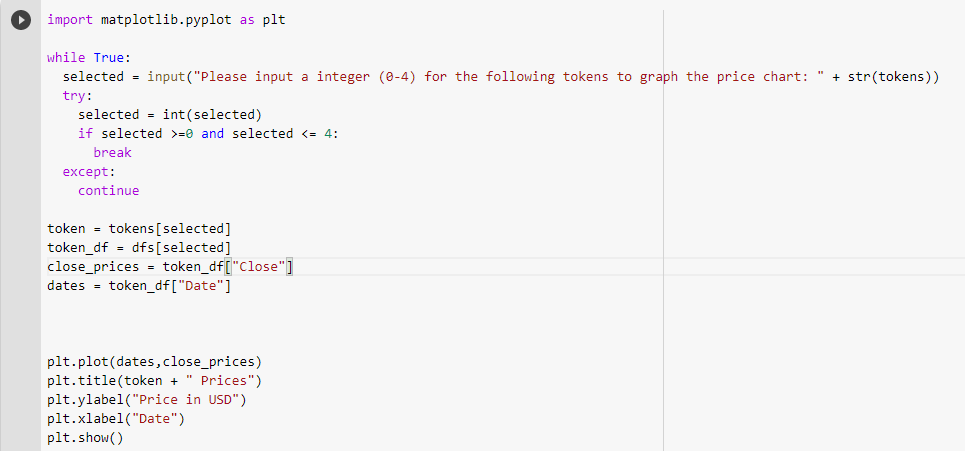 import matplotlib.pyplot as plt
while True:
selected = input("Please input a integer (0-4) for the following tokens to graph the price chart: " + str(tokens))
try:
selected = int(selected)
if selected >=0 and selected <= 4:
break
except:
continue
token = tokens[selected]
token_df = dfs[selected]
close_prices = token_df["Close"]
dates = token_df["Date"]
plt.plot(dates,close_prices)
plt.title(token + " Prices")
plt.ylabel("Price in USD")
plt.xlabel("Date")
plt.show()